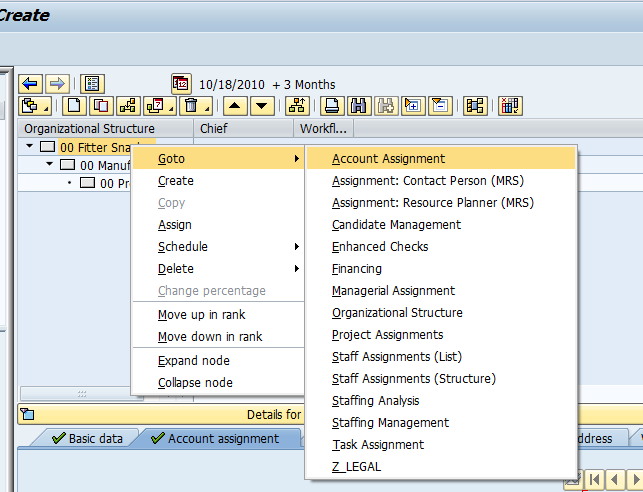 Create
10/18/2010 + 3 Months
Organizational Structure Chief Workfl...
00 Fitter Sna
00 Manuf
00 Pr
Goto
Create
Copy
Assign
Schedule
Delete
Change percentage
Move up in rank
Move down in rank
Expand node
Collapse node
Account Assignment
Assignment: Contact Person (MRS)
Assignment: Resource Planner (MRS)
Candidate Management
Enhanced Checks
Financing
Managerial Assignment
Organizational Structure
Project Assignments
Staff Assignments (List)
Staff Assignments (Structure)
Staffing Analysis
Staffing Management
Task Assignment
Z_LEGAL
Details for
Basic data Account assignment address